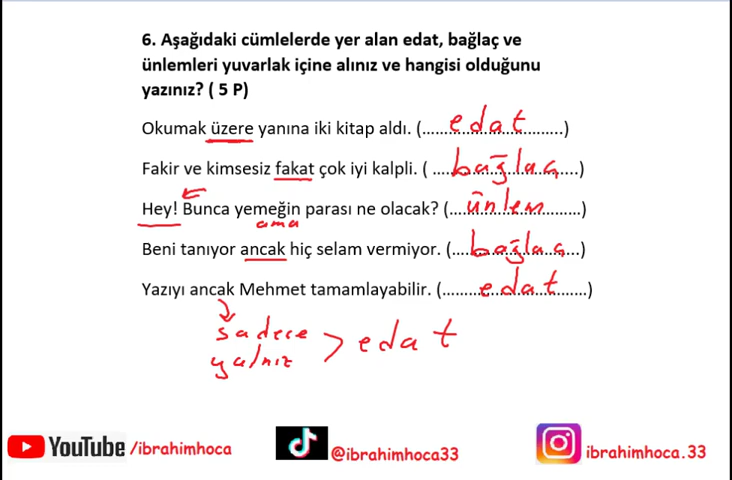 6. Aşağıdaki cümlelerde yer alan edat, bağlaç ve
ünlemleri yuvarlak içine alınız ve hangisi olduğunu
yazınız? ( 5 P)
Okumak üzere yanına iki kitap aldı. (......edat..........)
Fakir ve kimsesiz fakat çok iyi kalpli. ( ....bağlaç....)
Hey! Bunca yemeğin parası ne olacak? (....ünlem.......)
ama
Beni tanıyor ancak hiç selam vermiyor. (....bağlaç...)
Yazıyı ancak Mehmet tamamlayabilir. (........edat......)
sadece
yalnız > edat
YouTube /ibrahimhoca
@ibrahimhoca33
ibrahimhoca.33